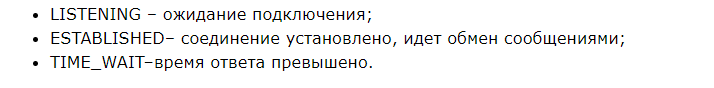 • LISTENING – ожидание подключения;
• ESTABLISHED– соединение установлено, идет обмен сообщениями;
• TIME_WAIT–время ответа превышено.